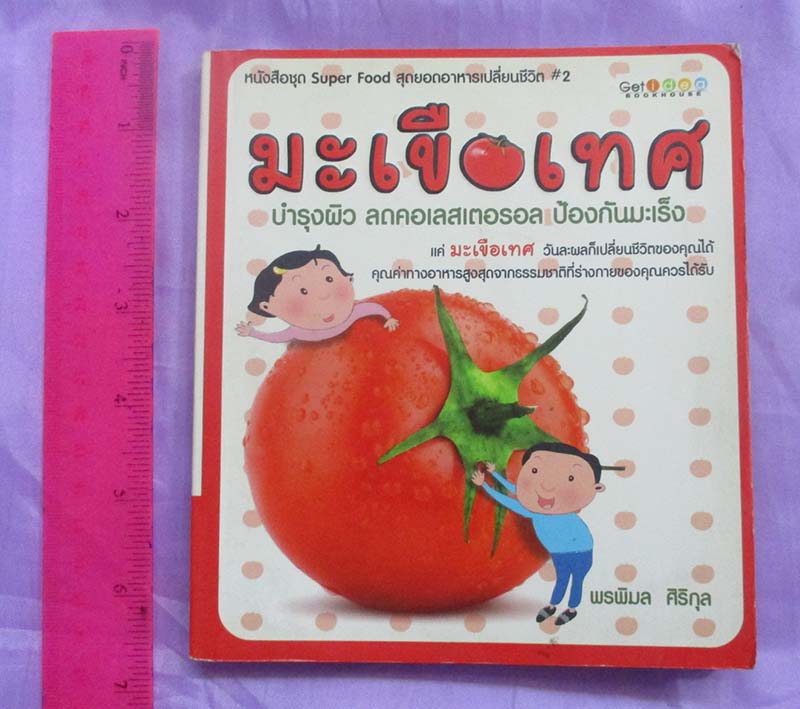 หนังสือชุด Super Food สุดยอดอาหารเปลี่ยนชีวิต #2
Get idea
BOOKHOUSE
มะเขือเทศ
บำรุงผิว ลดคอเลสเตอรอล ป้องกันมะเร็ง
แค่ มะเขือเทศ วันละผลก็เปลี่ยนชีวิตของคุณได้
คุณค่าทางอาหารสูงสุดจากธรรมชาติที่ร่างกายของคุณควรได้รับ
พรพิมล ศิริกุล
0
INCH
1
2
3
4
5
6
7